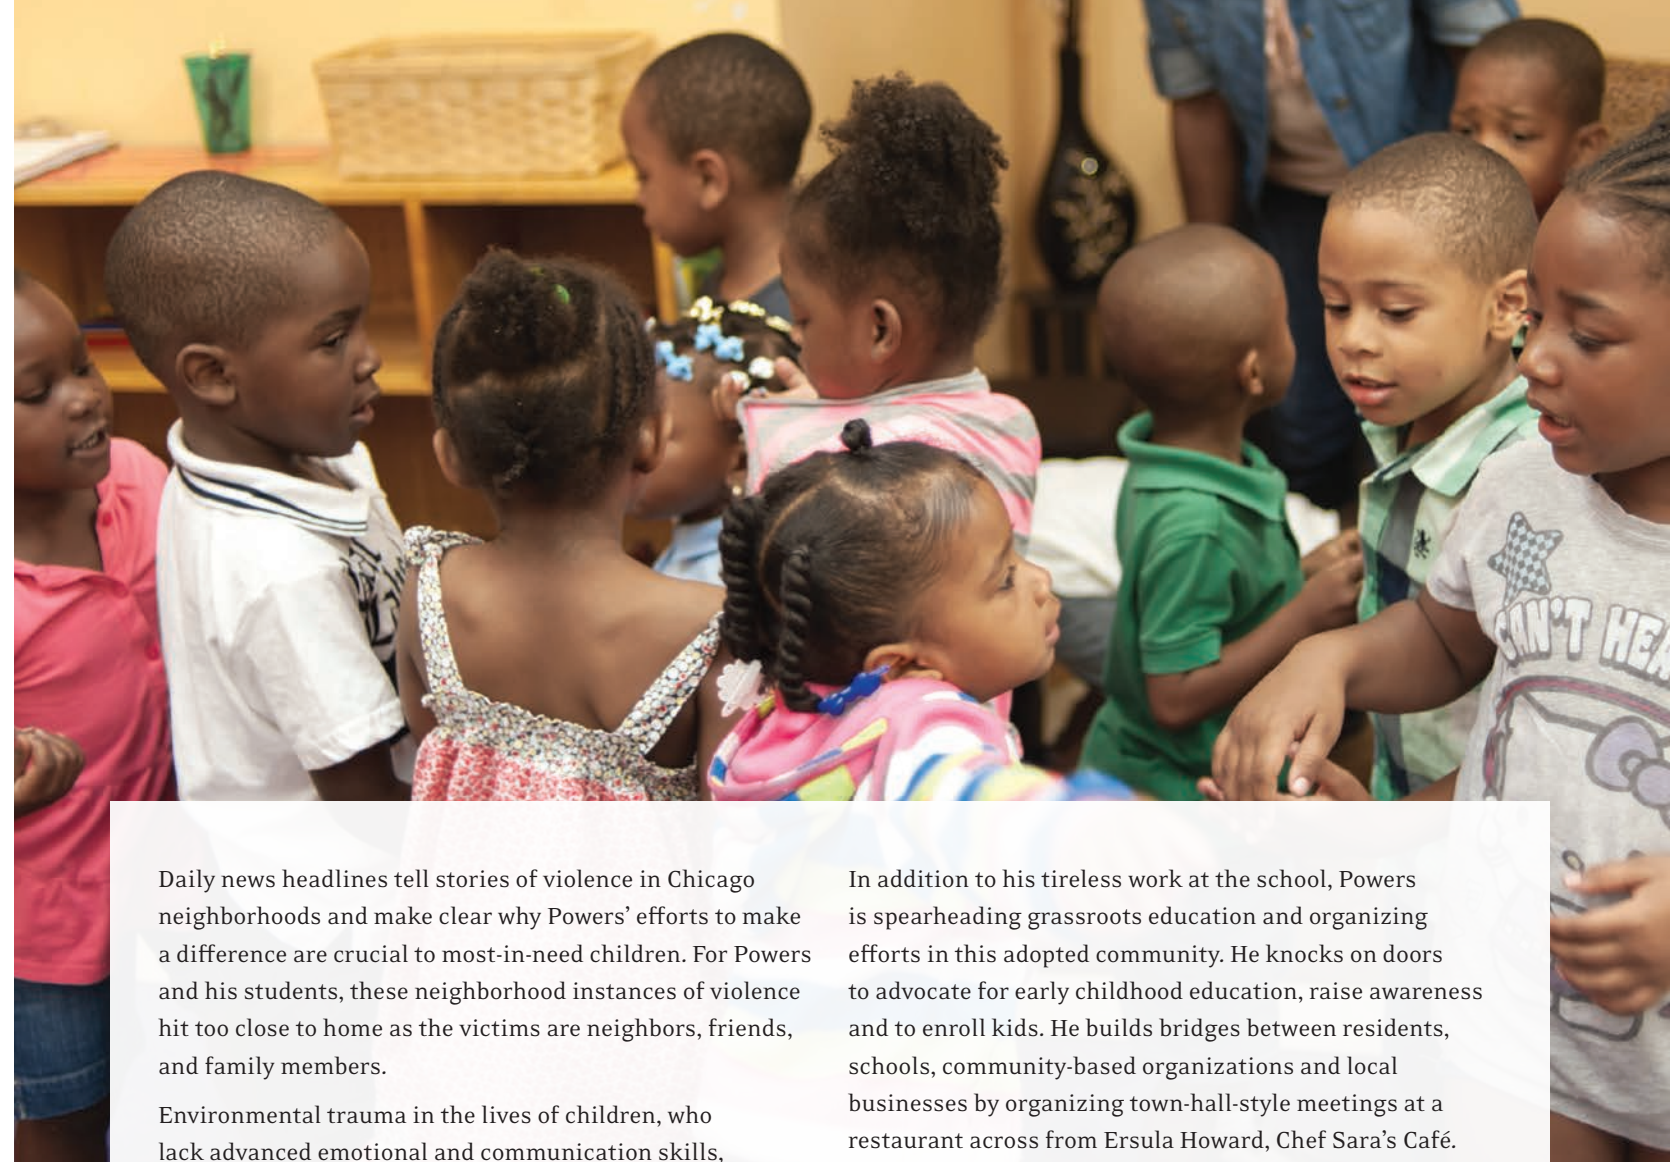 CAN'T HEA
Daily news headlines tell stories of violence in Chicago
neighborhoods and make clear why Powers’ efforts to make
a difference are crucial to most-in-need children. For Powers
and his students, these neighborhood instances of violence
hit too close to home as the victims are neighbors, friends,
and family members.
Environmental trauma in the lives of children, who
lack advanced emotional and communication skills,
In addition to his tireless work at the school, Powers
is spearheading grassroots education and organizing
efforts in this adopted community. He knocks on doors
to advocate for early childhood education, raise awareness
and to enroll kids. He builds bridges between residents,
schools, community-based organizations and local
businesses by organizing town-hall-style meetings at a
restaurant across from Ersula Howard, Chef Sara’s Café.